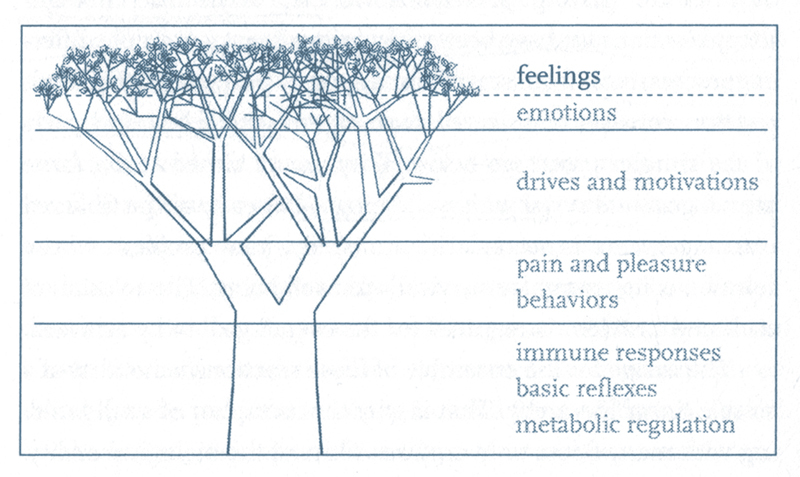 feelings
emotions
drives and motivations
pain and pleasure
behaviors
immune responses
basic reflexes
metabolic regulation